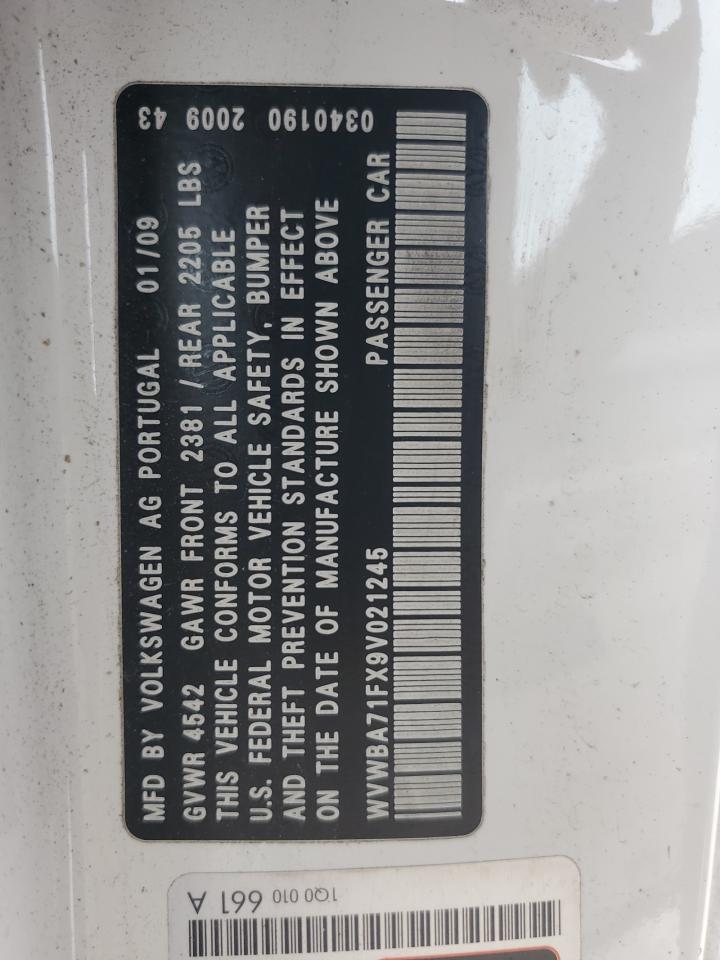 MFD BY VOLKSWAGEN AG PORTUGAL 01/09
GVWR 4542 GAWR FRONT 2381 / REAR 2205 LBS
THIS VEHICLE CONFORMS TO ALL APPLICABLE
U.S. FEDERAL MOTOR VEHICLE SAFETY, BUMPER
AND THEFT PREVENTION STANDARDS IN EFFECT
ON THE DATE OF MANUFACTURE SHOWN ABOVE
WVWBA71FX9V021245 PASSENGER CAR
43 2009 0340190
1Q0 010 661 A